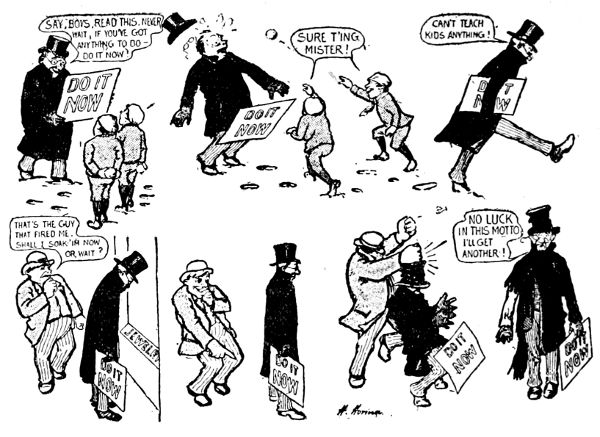 SAY, BOYS, READ THIS. NEVER
WAIT, IF YOU'VE GOT
ANYTHING TO DO-
DO IT NOW!
DO IT
NOW
SURE T'ING
MISTER!
DO IT
NOW
CAN'T TEACH
KIDS ANYTHING!
DO IT
NOW
THAT'S THE GUY
THAT FIRED ME.
SHALL I SOAK 'IM NOW
OR WAIT?
JEWELRY
DO IT
NOW
DO IT
NOW
DO IT
NOW
NO LUCK
IN THIS MOTTO
I'LL GET
ANOTHER!
DO IT
NOW